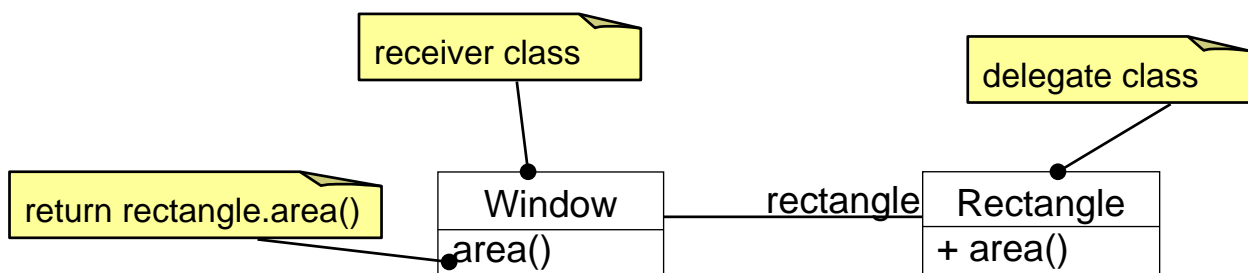 receiver class
delegate class
return rectangle.area()
Window
rectangle
Rectangle
area()
+ area()